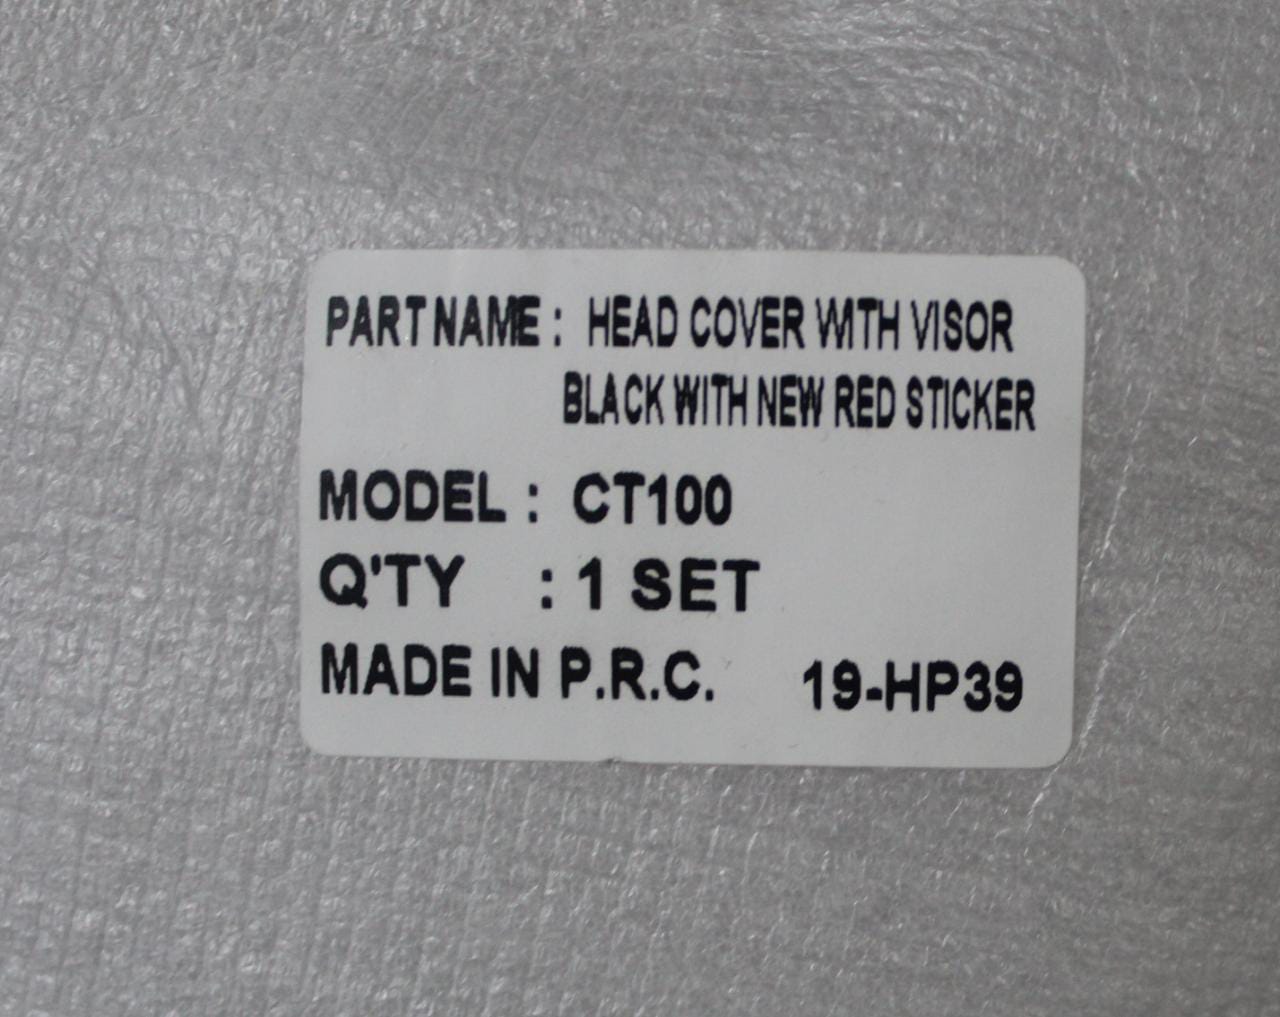 PART NAME : HEAD COVER WITH VISOR
BLACK WITH NEW RED STICKER
MODEL : CT100
Q'TY : 1 SET
MADE IN P.R.C. 19-HP39